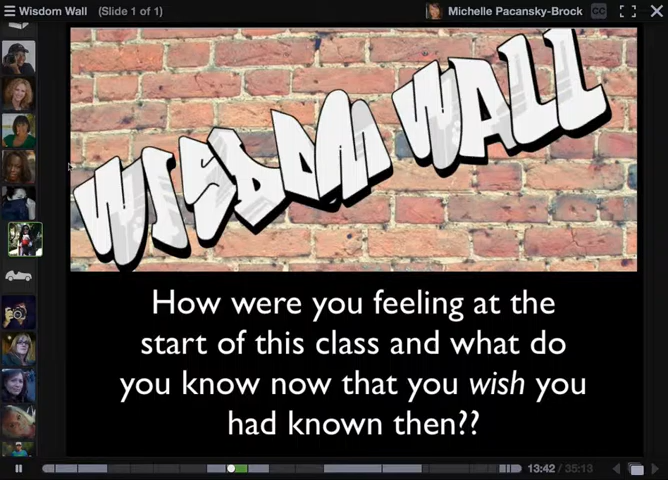 Wisdom Wall (Slide 1 of 1) Michelle Pacansky-Brock CC
WISDOM WALL
How were you feeling at the
start of this class and what do
you know now that you wish you
had known then??
13:42 / 35:13